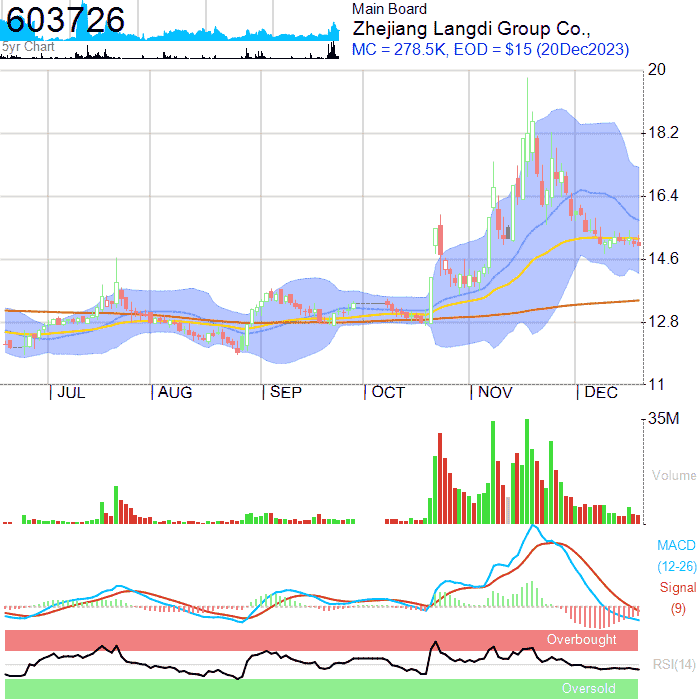 603726
5yr Chart
Main Board
Zhejiang Langdi Group Co.,
MC = 278.5K, EOD = $15 (20Dec2023)
20
18.2
16.4
14.6
12.8
11
JUL
AUG
SEP
OCT
NOV
DEC
35M
Volume
MACD
(12-26)
Signal
(9)
Overbought
RSI(14)
Oversold